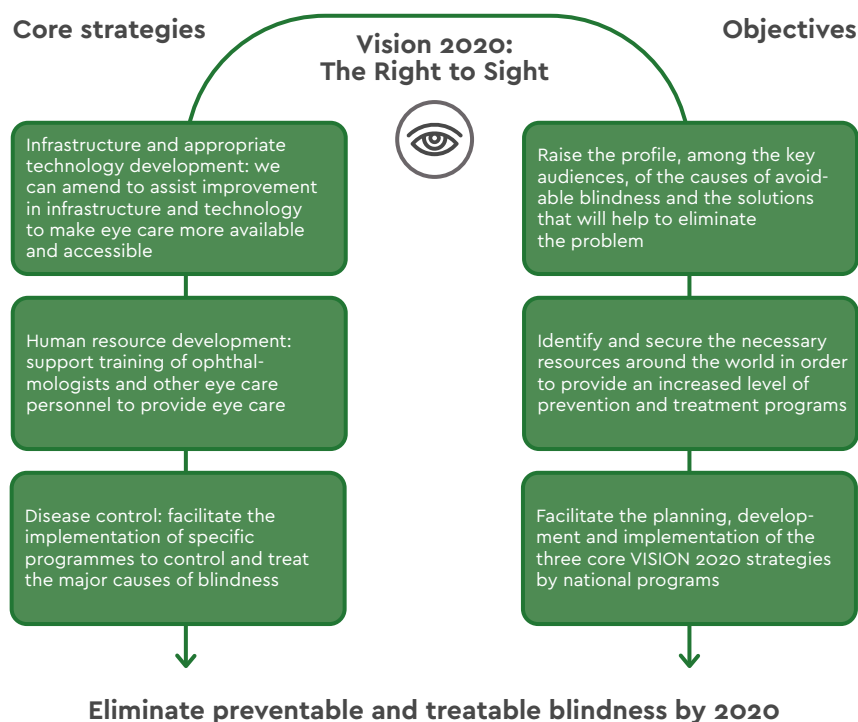 Core strategies
Vision 2020:
The Right to Sight
Objectives
Infrastructure and appropriate
technology development: we
can amend to assist improvement
in infrastructure and technology
to make eye care more available
and accessible
Human resource development:
support training of ophthal-
mologists and other eye care
personnel to provide eye care
Disease control: facilitate the
implementation of specific
programmes to control and treat
the major causes of blindness
Raise the profile, among the key
audiences, of the causes of avoid-
able blindness and the solutions
that will help to eliminate
the problem
Identify and secure the necessary
resources around the world in order
to provide an increased level of
prevention and treatment programs
Facilitate the planning, develop-
ment and implementation of the
three core VISION 2020 strategies
by national programs
Eliminate preventable and treatable blindness by 2020